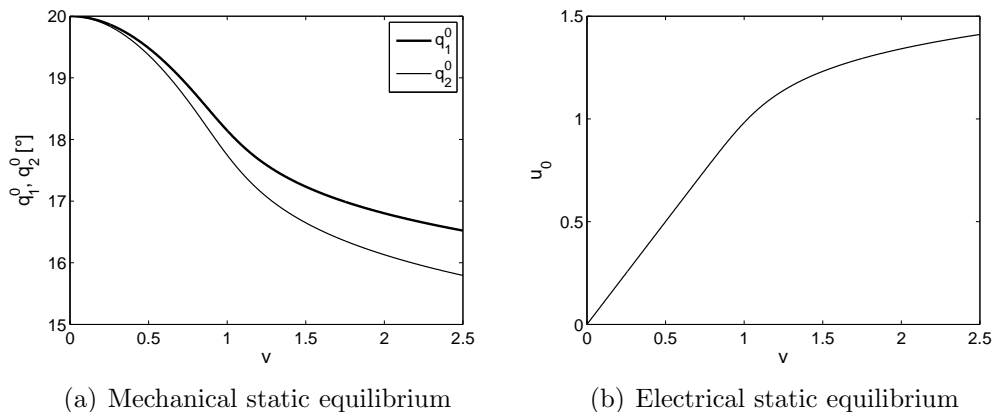 20
19
18
17
16
15
q₁⁰, q₂⁰ [°]
0 0.5 1 1.5 2 2.5
v
q₁⁰
q₂⁰
(a) Mechanical static equilibrium
1.5
1
0.5
0
u₀
0 0.5 1 1.5 2 2.5
v
(b) Electrical static equilibrium